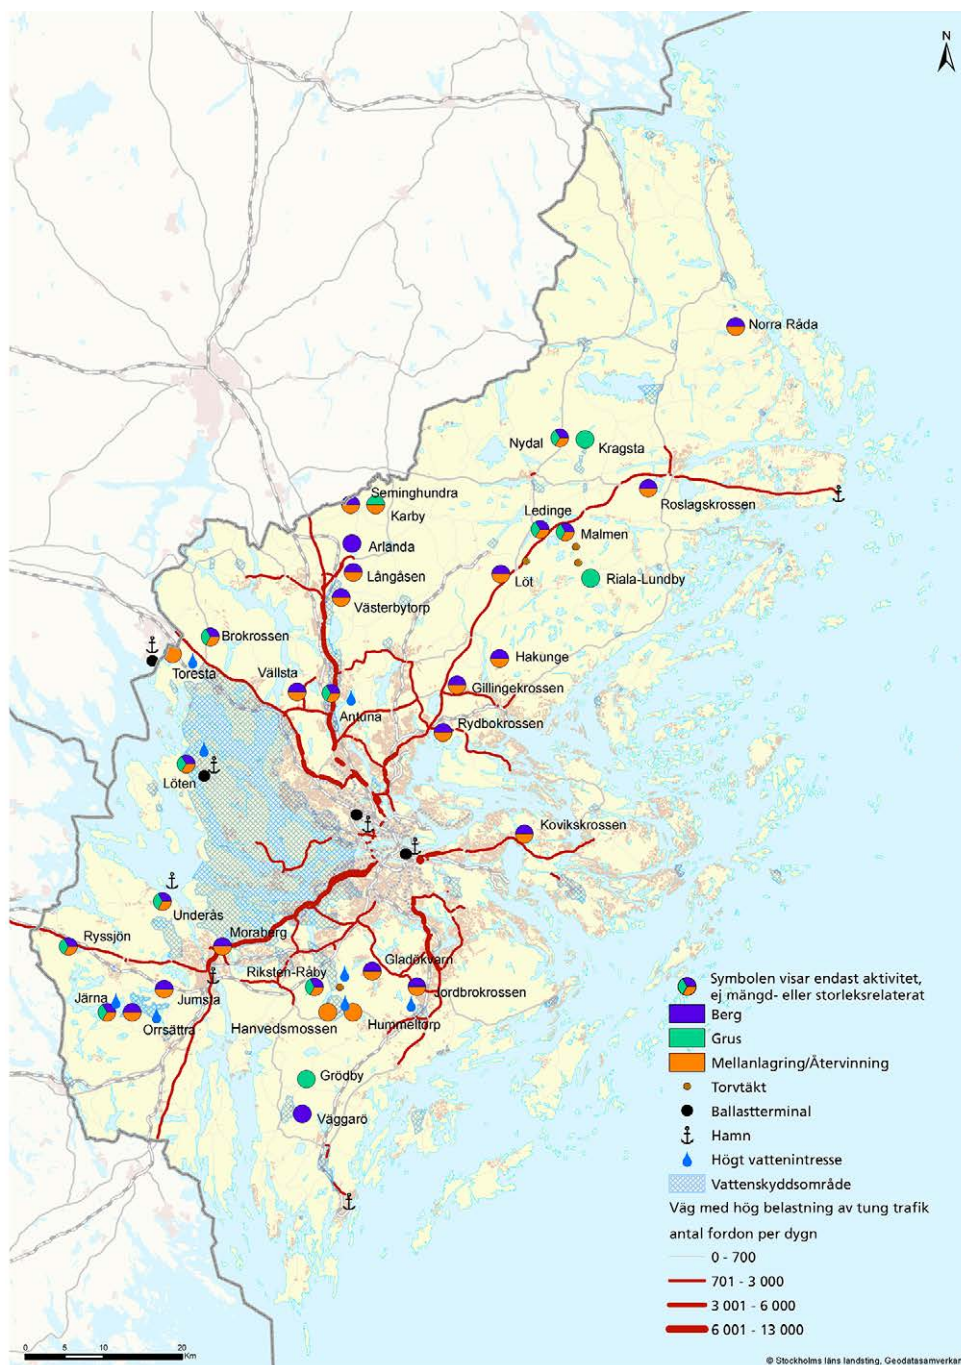 N
Norra Råda
Nydal
Kragsta
Seminghundra
Karby
Roslagskrossen
Ledinge
Malmen
Arlanda
Långåsen
Löt
Riala-Lundby
Västerbytorp
Brokrossen
Toresta
Vällsta
Hakunge
Gillingekrossen
Antuna
Rydbokrossen
Löten
Kovikskrossen
Underås
Ryssjön
Moraberg
Riksten-Råby
Gladökvarn
Järna
Jumsta
Jordbrokrossen
Orrsättra
Hanvedsmossen
Hummeltorp
Grödby
Väggarö
Symbolen visar endast aktivitet,
ej mängd- eller storleksrelaterat
Berg
Grus
Mellanlagring/Återvinning
Torvtäkt
Ballastterminal
Hamn
Högt vattenintresse
Vattenskyddsområde
Väg med hög belastning av tung trafik
antal fordon per dygn
0 - 700
701 - 3 000
3 001 - 6 000
6 001 - 13 000
0 5 10 20
Km
© Stockholms läns landsting, Geodatasamverkan